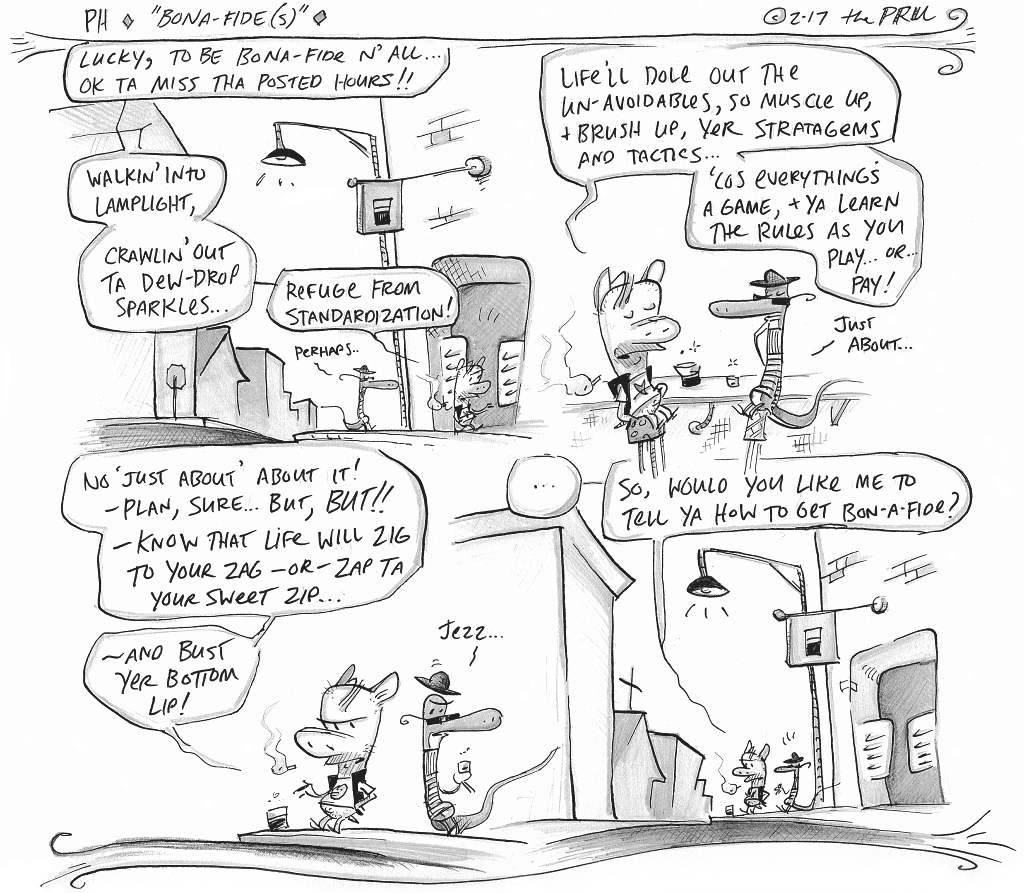 PH ◆ "BONA-FIDE(S)" ◆
© 2-17 the PRM
LUCKY, TO BE BONA-FIDE N' ALL...
OK TA MISS THA POSTED HOURS!!
WALKIN' INTO
LAMPLIGHT,
CRAWLIN' OUT
TA DEW-DROP
SPARKLES...
REFUGE FROM
STANDARDIZATION!
PERHAPS..
LIFE'LL DOLE OUT THE
UN-AVOIDABLES, SO MUSCLE UP,
+ BRUSH UP, YER STRATAGEMS
AND TACTICS...
'COS EVERYTHING'S
A GAME, + YA LEARN
THE RULES AS YOU
PLAY... OR...
PAY!
JUST
ABOUT...
NO 'JUST ABOUT' ABOUT IT!
- PLAN, SURE... BUT, BUT!!
- KNOW THAT LIFE WILL ZIG
TO YOUR ZAG - OR - ZAP TA
YOUR SWEET ZIP...
~AND BUST
YER BOTTOM
LIP!
JEZZ...
...
SO, WOULD YOU LIKE ME TO
TELL YA HOW TO GET BON-A-FIDE?